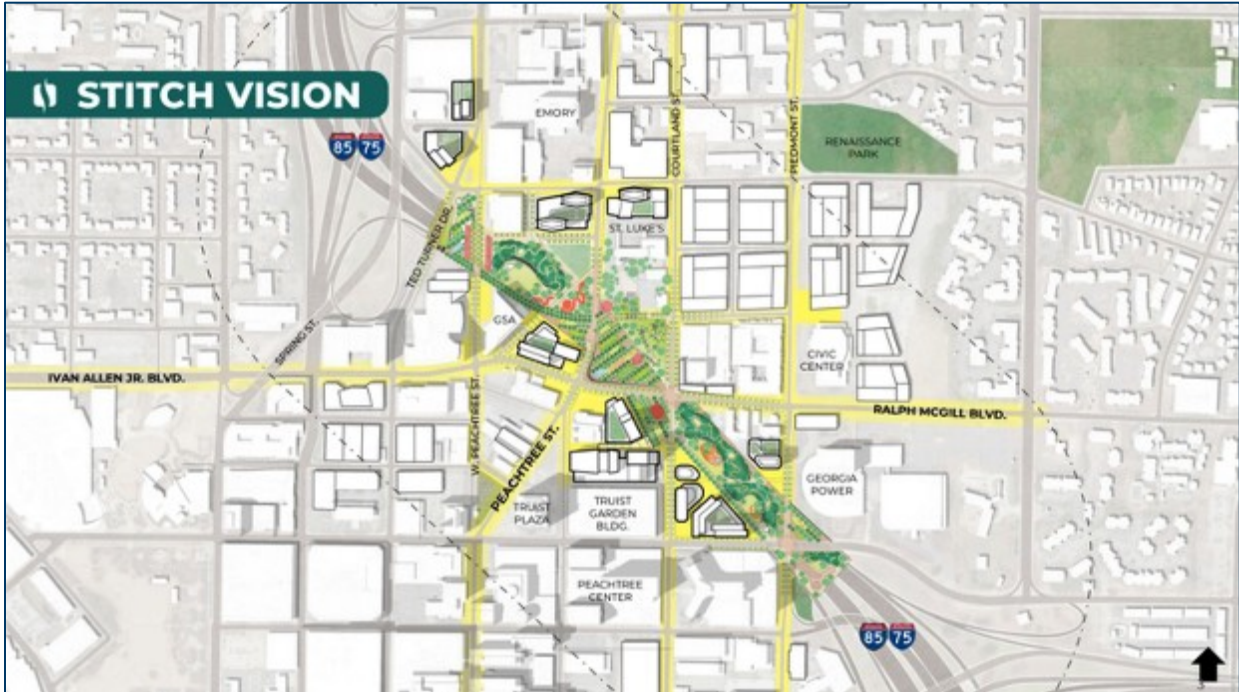 STITCH VISION
85 75
EMORY
COURTLAND ST.
PIEDMONT ST.
RENAISSANCE
PARK
TED TURNER DR.
ST. LUKE'S
GSA
SPRING ST.
CIVIC
CENTER
IVAN ALLEN JR. BLVD.
W. PEACHTREE ST.
RALPH MCGILL BLVD.
PEACHTREE ST.
GEORGIA
POWER
TRUIST
PLAZA
TRUIST
GARDEN
BLDG.
PEACHTREE
CENTER
85 75